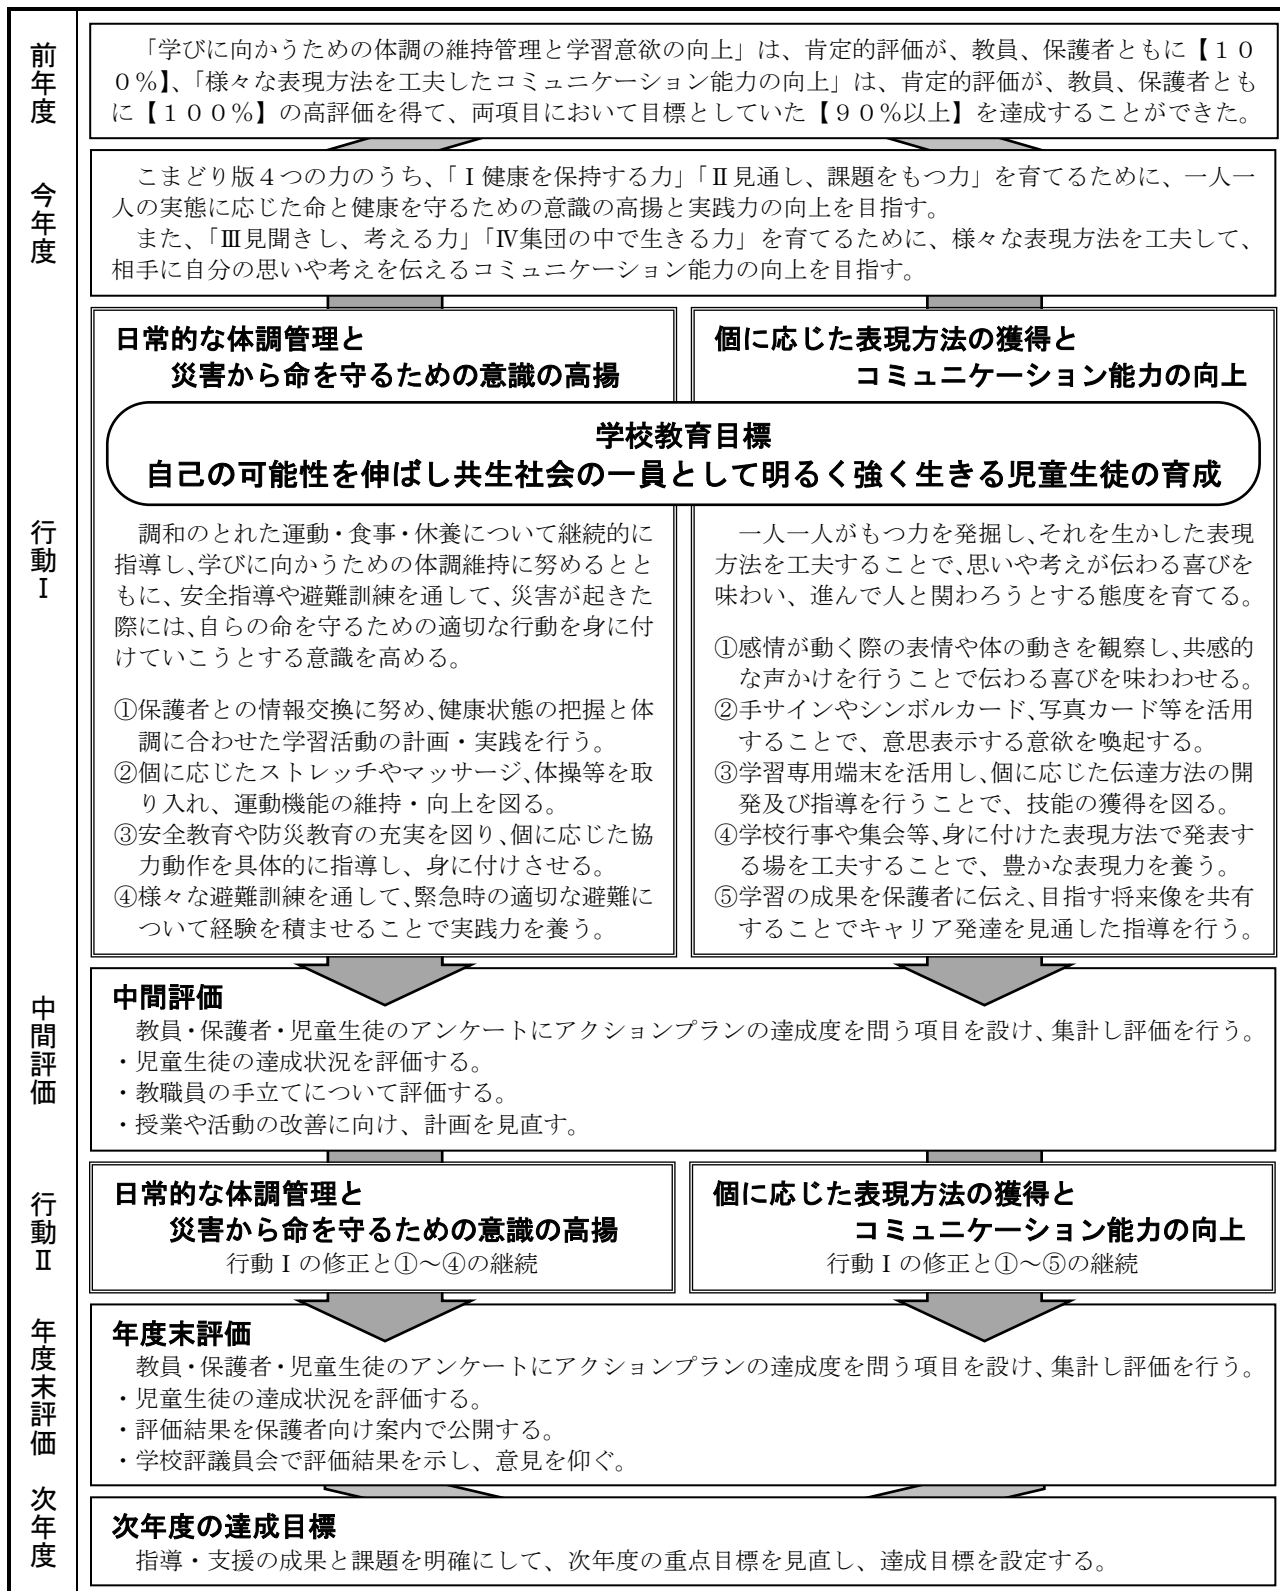 前年度
「学びに向かうための体調の維持管理と学習意欲の向上」は、肯定的評価が、教員、保護者ともに【１０
０％】、「様々な表現方法を工夫したコミュニケーション能力の向上」は、肯定的評価が、教員、保護者とも
に【１００％】の高評価を得て、両項目において目標としていた【９０％以上】を達成することができた。
今年度
こまどり版４つの力のうち、「Ⅰ健康を保持する力」「Ⅱ見通し、課題をもつ力」を育てるために、一人一
人の実態に応じた命と健康を守るための意識の高揚と実践力の向上を目指す。
また、「Ⅲ見聞きし、考える力」「Ⅳ集団の中で生きる力」を育てるために、様々な表現方法を工夫して、
相手に自分の思いや考えを伝えるコミュニケーション能力の向上を目指す。
行動Ⅰ
日常的な体調管理と
災害から命を守るための意識の高揚
個に応じた表現方法の獲得と
コミュニケーション能力の向上
学校教育目標
自己の可能性を伸ばし共生社会の一員として明るく強く生きる児童生徒の育成
調和のとれた運動・食事・休養について継続的に
指導し、学びに向かうための体調維持に努めるとと
もに、安全指導や避難訓練を通して、災害が起きた
際には、自らの命を守るための適切な行動を身に付
けていこうとする意識を高める。
①保護者との情報交換に努め、健康状態の把握と体
調に合わせた学習活動の計画・実践を行う。
②個に応じたストレッチやマッサージ、体操等を取
り入れ、運動機能の維持・向上を図る。
③安全教育や防災教育の充実を図り、個に応じた協
力動作を具体的に指導し、身に付けさせる。
④様々な避難訓練を通して、緊急時の適切な避難に
ついて経験を積ませることで実践力を養う。
一人一人がもつ力を発掘し、それを生かした表現
方法を工夫することで、思いや考えが伝わる喜びを
味わい、進んで人と関わろうとする態度を育てる。
①感情が動く際の表情や体の動きを観察し、共感的
な声かけを行うことで伝わる喜びを味わわせる。
②手サインやシンボルカード、写真カード等を活用
することで、意思表示する意欲を喚起する。
③学習専用端末を活用し、個に応じた伝達方法の開
発及び指導を行うことで、技能の獲得を図る。
④学校行事や集会等、身に付けた表現方法で発表す
る場を工夫することで、豊かな表現力を養う。
⑤学習の成果を保護者に伝え、目指す将来像を共有
することでキャリア発達を見通した指導を行う。
中間評価
中間評価
教員・保護者・児童生徒のアンケートにアクションプランの達成度を問う項目を設け、集計し評価を行う。
・児童生徒の達成状況を評価する。
・教職員の手立てについて評価する。
・授業や活動の改善に向け、計画を見直す。
行動Ⅱ
日常的な体調管理と
災害から命を守るための意識の高揚
行動Ⅰの修正と①～④の継続
個に応じた表現方法の獲得と
コミュニケーション能力の向上
行動Ⅰの修正と①～⑤の継続
年度末評価
年度末評価
教員・保護者・児童生徒のアンケートにアクションプランの達成度を問う項目を設け、集計し評価を行う。
・児童生徒の達成状況を評価する。
・評価結果を保護者向け案内で公開する。
・学校評議員会で評価結果を示し、意見を仰ぐ。
次年度
次年度の達成目標
指導・支援の成果と課題を明確にして、次年度の重点目標を見直し、達成目標を設定する。